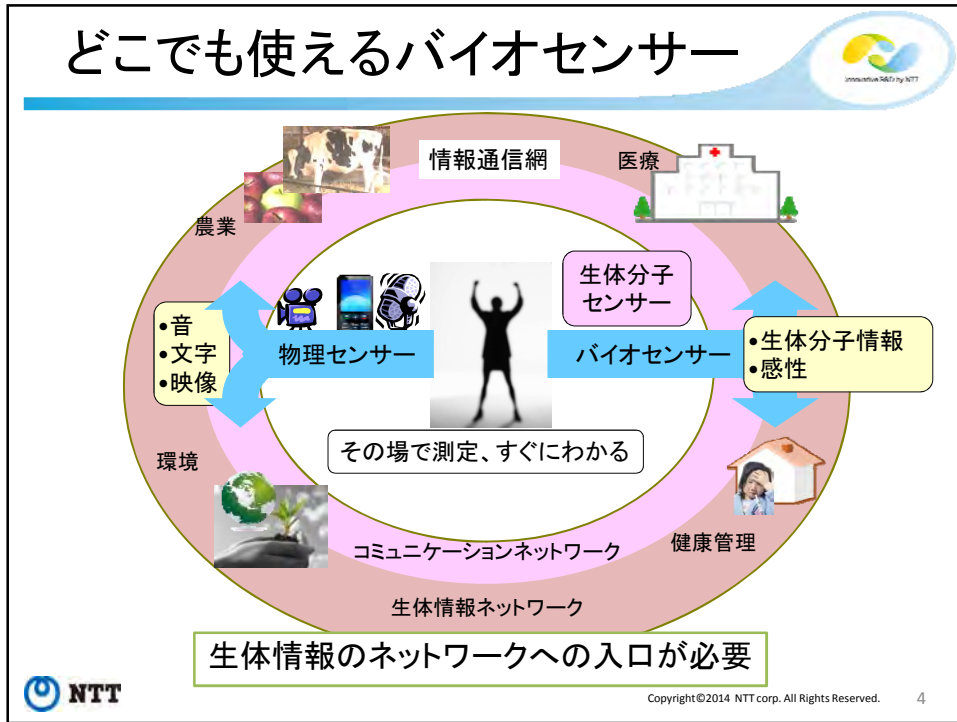 どこでも使えるバイオセンサー
Innovative R&D by NTT
情報通信網
医療
農業
生体分子
センサー
•音
•文字
•映像
物理センサー
バイオセンサー
•生体分子情報
•感性
その場で測定、すぐにわかる
環境
健康管理
コミュニケーションネットワーク
生体情報ネットワーク
生体情報のネットワークへの入口が必要
NTT
Copyright©2014 NTT corp. All Rights Reserved.
4